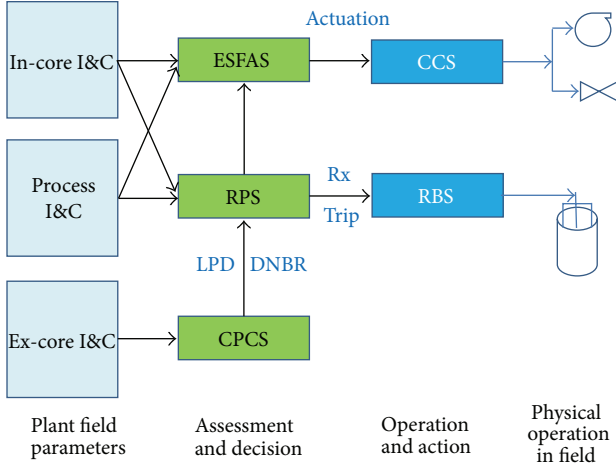 Actuation
In-core I&C
ESFAS
CCS
Process
I&C
RPS
Rx
Trip
RBS
LPD
DNBR
Ex-core I&C
CPCS
Plant field
parameters
Assessment
and decision
Operation
and action
Physical
operation
in field